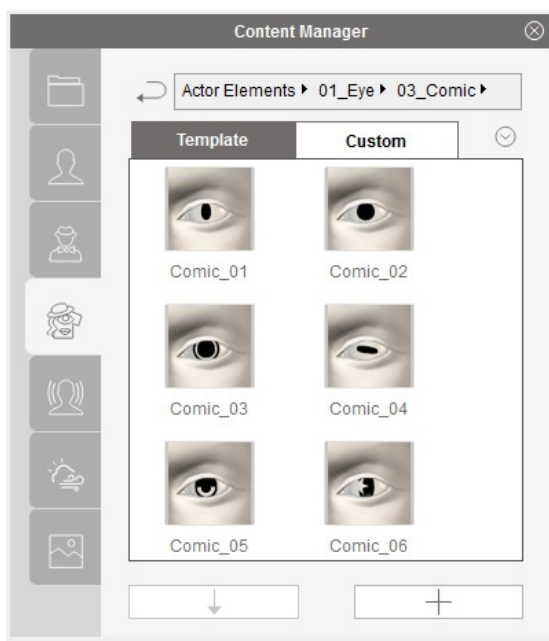 Content Manager
Actor Elements 01_Eye 03_Comic
Template Custom
Comic_01 Comic_02
Comic_03 Comic_04
Comic_05 Comic_06